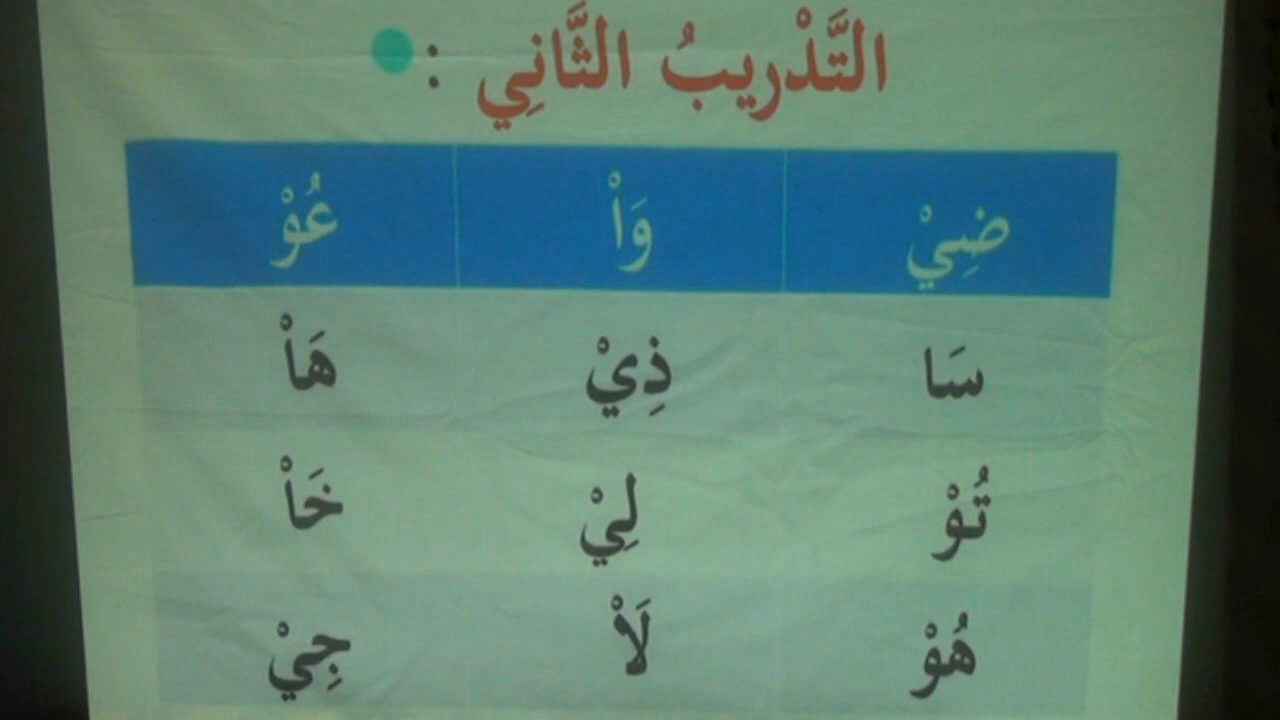 التَّدْرِيبُ الثَّانِي :
ضِيْ وَاْ عُوْ
سَا ذِيْ هَاْ
تُوْ لِيْ خَاْ
هُوْ لَاْ جِيْ